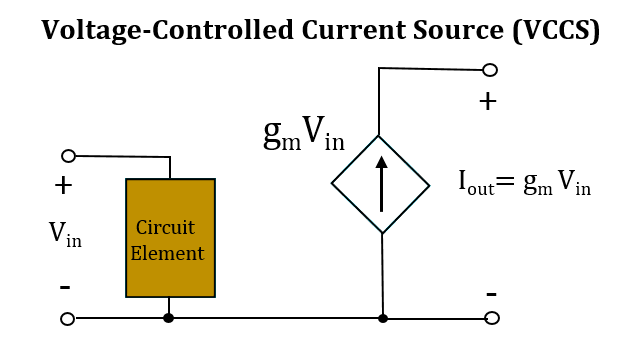 Voltage-Controlled Current Source (VCCS)
+
gmVin
+
Vin
Circuit
Element
Iout= gm Vin
-
-